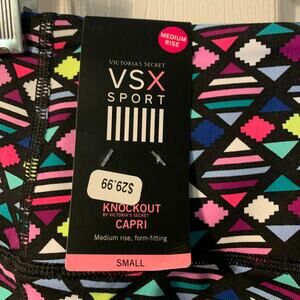 MEDIUM
RISE
VICTORIA'S SECRET
VSX
SPORT
$29.99
KNOCKOUT
BY VICTORIA'S SECRET
CAPRI
Medium rise, form-fitting
SMALL